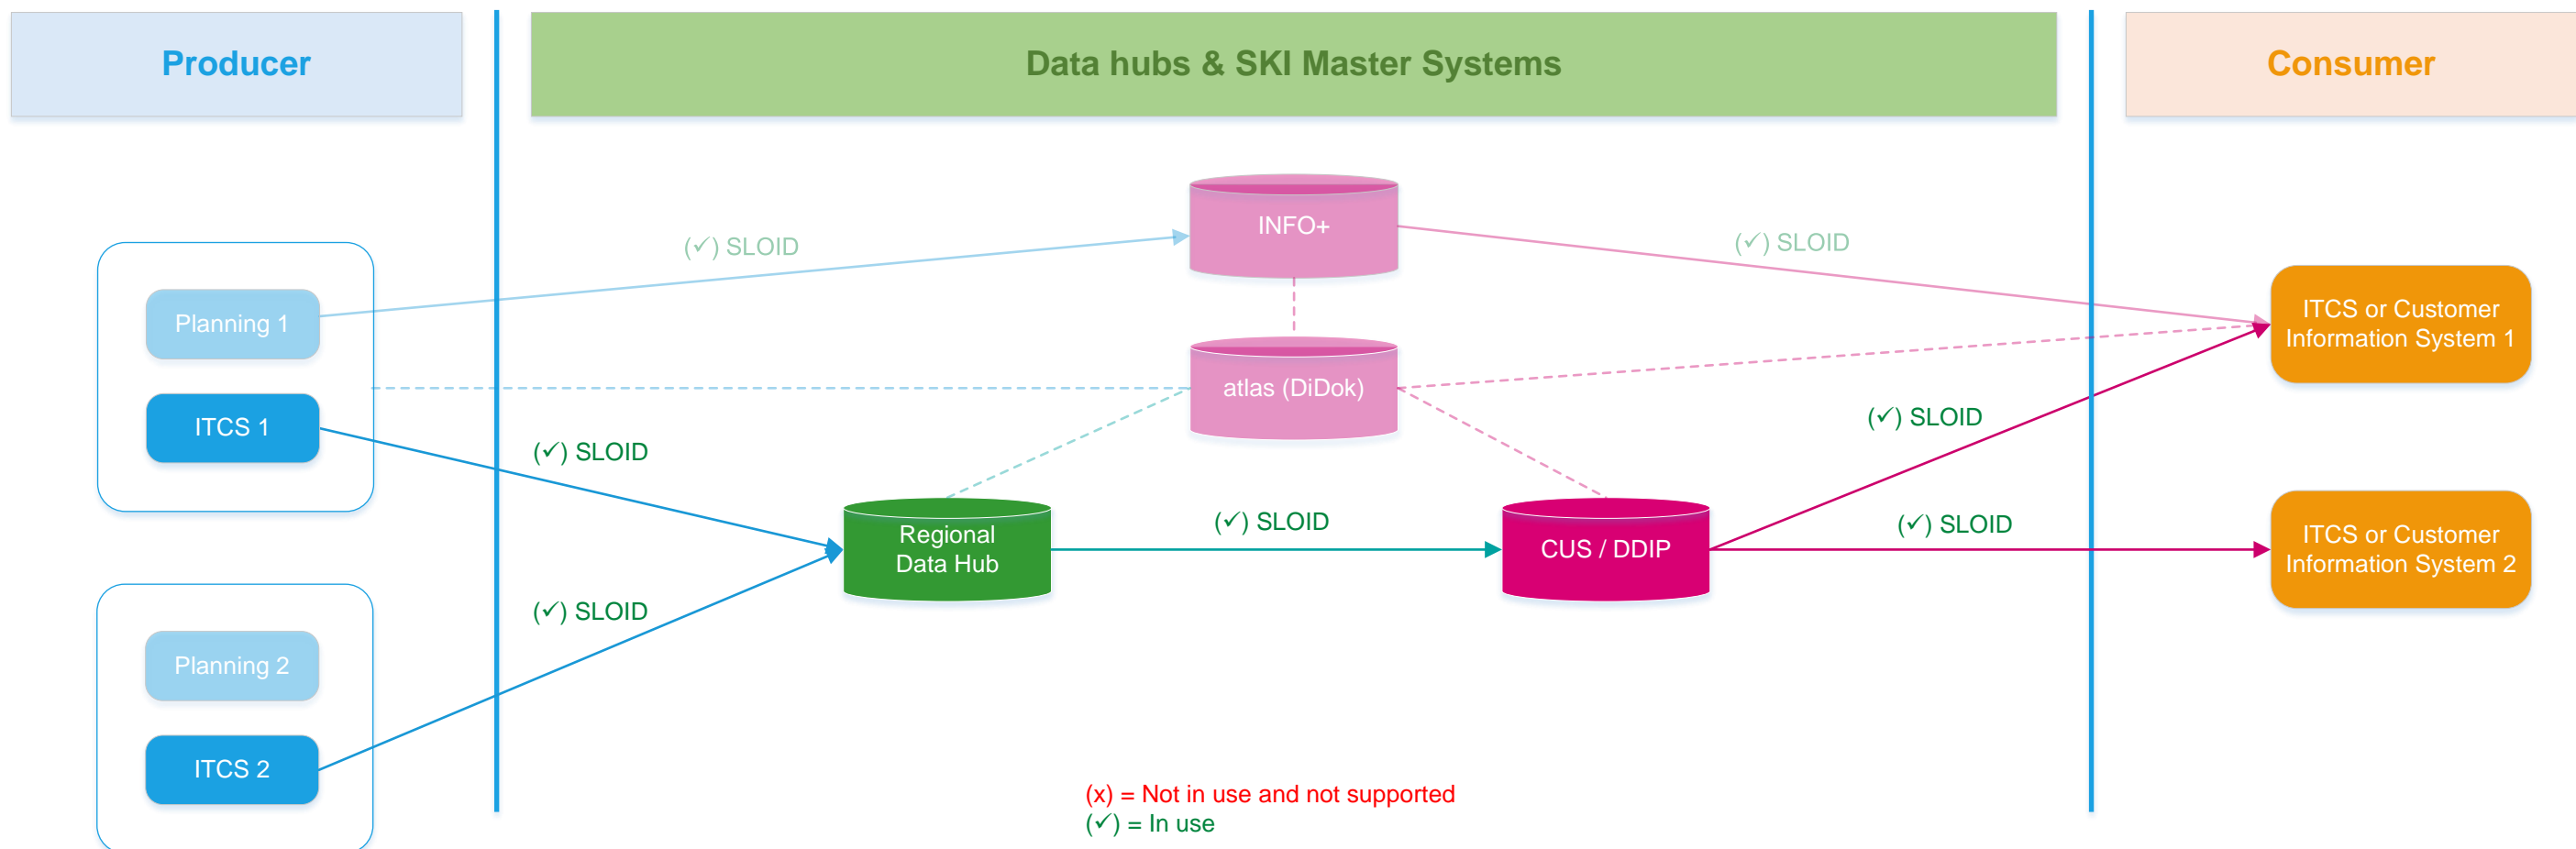 Producer
Data hubs & SKI Master Systems
Consumer
INFO+
(✓) SLOID
(✓) SLOID
Planning 1
ITCS or Customer
Information System 1
atlas (DiDok)
ITCS 1
(✓) SLOID
(✓) SLOID
Regional
Data Hub
(✓) SLOID
CUS / DDIP
(✓) SLOID
ITCS or Customer
Information System 2
(✓) SLOID
Planning 2
ITCS 2
(x) = Not in use and not supported
(✓) = In use